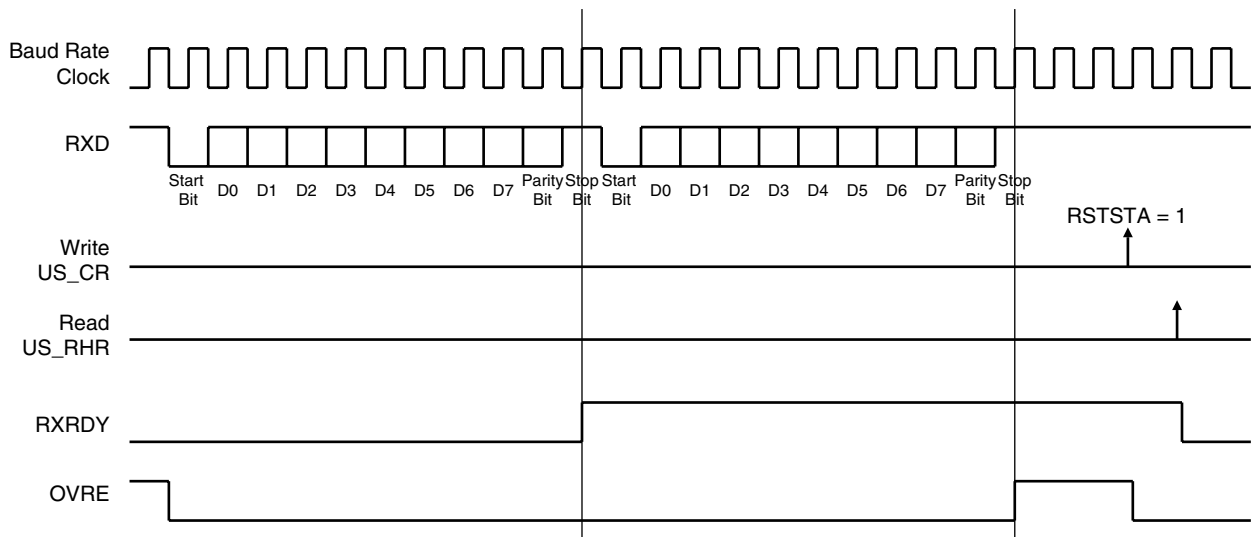 Baud Rate
Clock
RXD
Start
Bit
D0
D1
D2
D3
D4
D5
D6
D7
Parity
Bit
Stop
Bit
Start
Bit
D0
D1
D2
D3
D4
D5
D6
D7
Parity
Bit
Stop
Bit
RSTSTA = 1
Write
US_CR
Read
US_RHR
RXRDY
OVRE